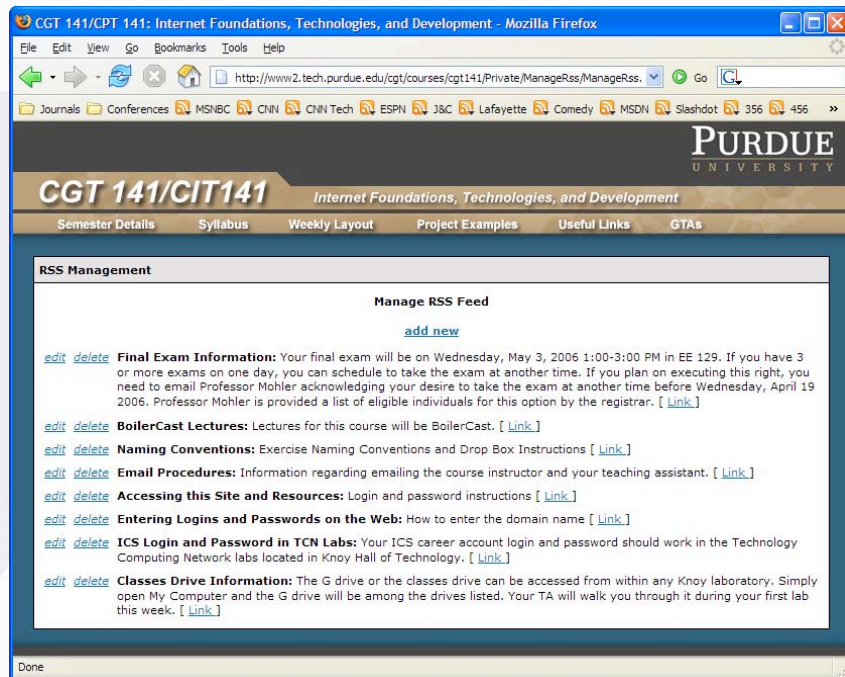 CGT 141/CPT 141: Internet Foundations, Technologies, and Development - Mozilla Firefox
File Edit View Go Bookmarks Tools Help
http://www2.tech.purdue.edu/cgt/courses/cgt141/Private/ManageRss/ManageRss. Go G
Journals Conferences MSNBC CNN CNN Tech ESPN J&C Lafayette Comedy MSDN Slashdot 356 456 »
PURDUE
UNIVERSITY
CGT 141/CIT141 Internet Foundations, Technologies, and Development
Semester Details Syllabus Weekly Layout Project Examples Useful Links GTAs
RSS Management
Manage RSS Feed
add new
edit delete Final Exam Information: Your final exam will be on Wednesday, May 3, 2006 1:00-3:00 PM in EE 129. If you have 3
or more exams on one day, you can schedule to take the exam at another time. If you plan on executing this right, you
need to email Professor Mohler acknowledging your desire to take the exam at another time before Wednesday, April 19
2006. Professor Mohler is provided a list of eligible individuals for this option by the registrar. [ Link ]
edit delete BoilerCast Lectures: Lectures for this course will be BoilerCast. [ Link ]
edit delete Naming Conventions: Exercise Naming Conventions and Drop Box Instructions [ Link ]
edit delete Email Procedures: Information regarding emailing the course instructor and your teaching assistant. [ Link ]
edit delete Accessing this Site and Resources: Login and password instructions [ Link ]
edit delete Entering Logins and Passwords on the Web: How to enter the domain name [ Link ]
edit delete ICS Login and Password in TCN Labs: Your ICS career account login and password should work in the Technology
Computing Network labs located in Knoy Hall of Technology. [ Link ]
edit delete Classes Drive Information: The G drive or the classes drive can be accessed from within any Knoy laboratory. Simply
open My Computer and the G drive will be among the drives listed. Your TA will walk you through it during your first lab
this week. [ Link ]
Done